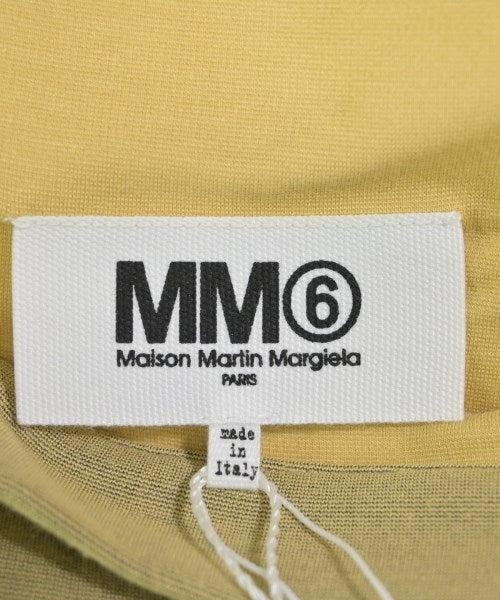 MM⑥
Maison Martin Margiela
PARIS
made
in
Italy